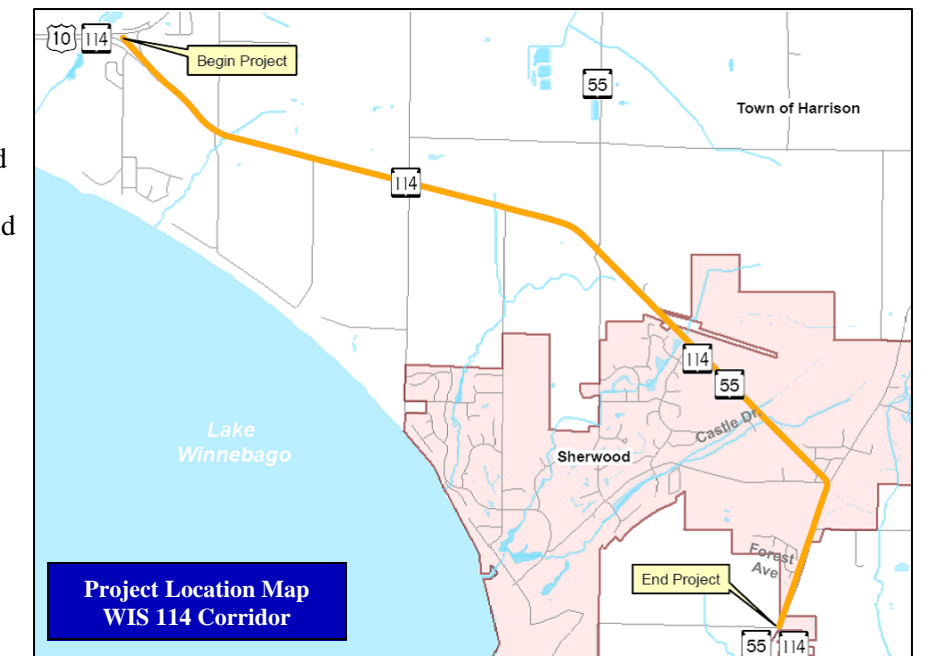 10
114
Begin Project
55
Town of Harrison
d
114
d
114
55
Castle Dr.
Lake
Winnebago
Sherwood
Forest
Ave
End Project
Project Location Map
WIS 114 Corridor
55
114